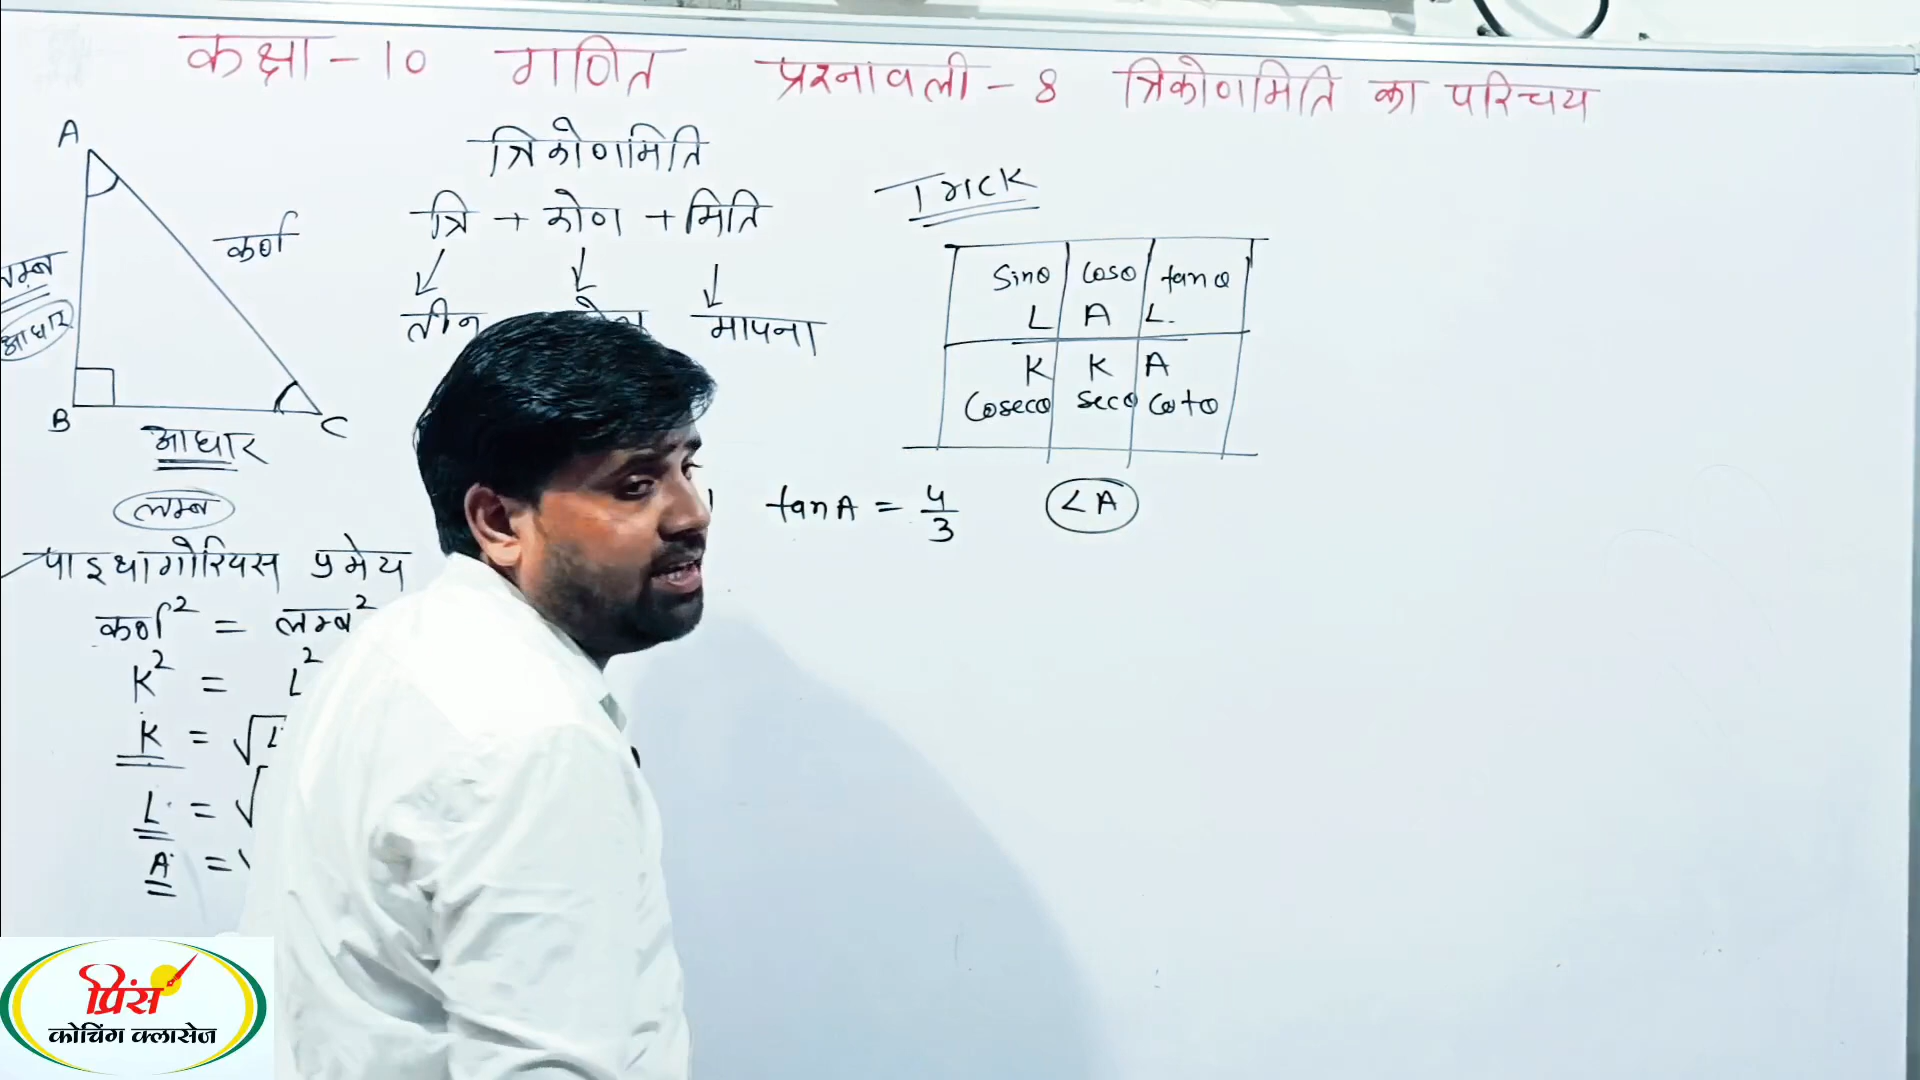 कक्षा - 10 गणित प्रश्नावली - 8 त्रिकोणमिति का परिचय
A
कर्ण
लम्ब
आधार
B
C
आधार
लम्ब
त्रिकोणमिति
त्रि + कोण + मिति
तीन मापना
Trick
Sinθ Cosθ tanθ
L A L
K K A
Cosecθ Secθ Cotθ
tan A = 4/3 ∠A
पाइथागोरियस प्रमेय
कर्ण² = लम्ब²
K² = L²
K = √L
L = √
A =
प्रिंस
कोचिंग क्लासेज